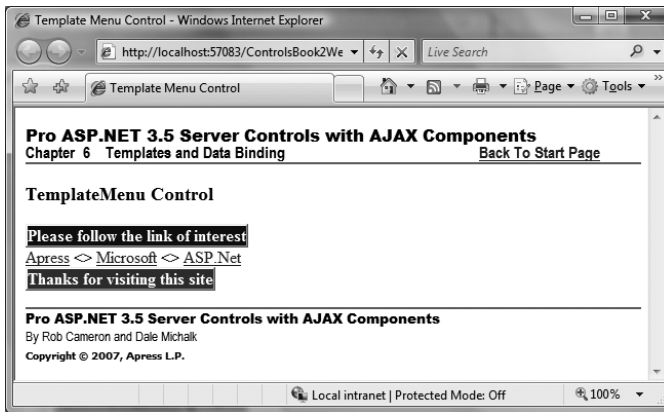 Template Menu Control - Windows Internet Explorer
http://localhost:57083/ControlsBook2We
Live Search
Template Menu Control
Page
Tools
Pro ASP.NET 3.5 Server Controls with AJAX Components
Chapter 6 Templates and Data Binding
Back To Start Page
TemplateMenu Control
Please follow the link of interest
Apress <> Microsoft <> ASP.Net
Thanks for visiting this site
Pro ASP.NET 3.5 Server Controls with AJAX Components
By Rob Cameron and Dale Michalk
Copyright © 2007, Apress L.P.
Local intranet | Protected Mode: Off
100%